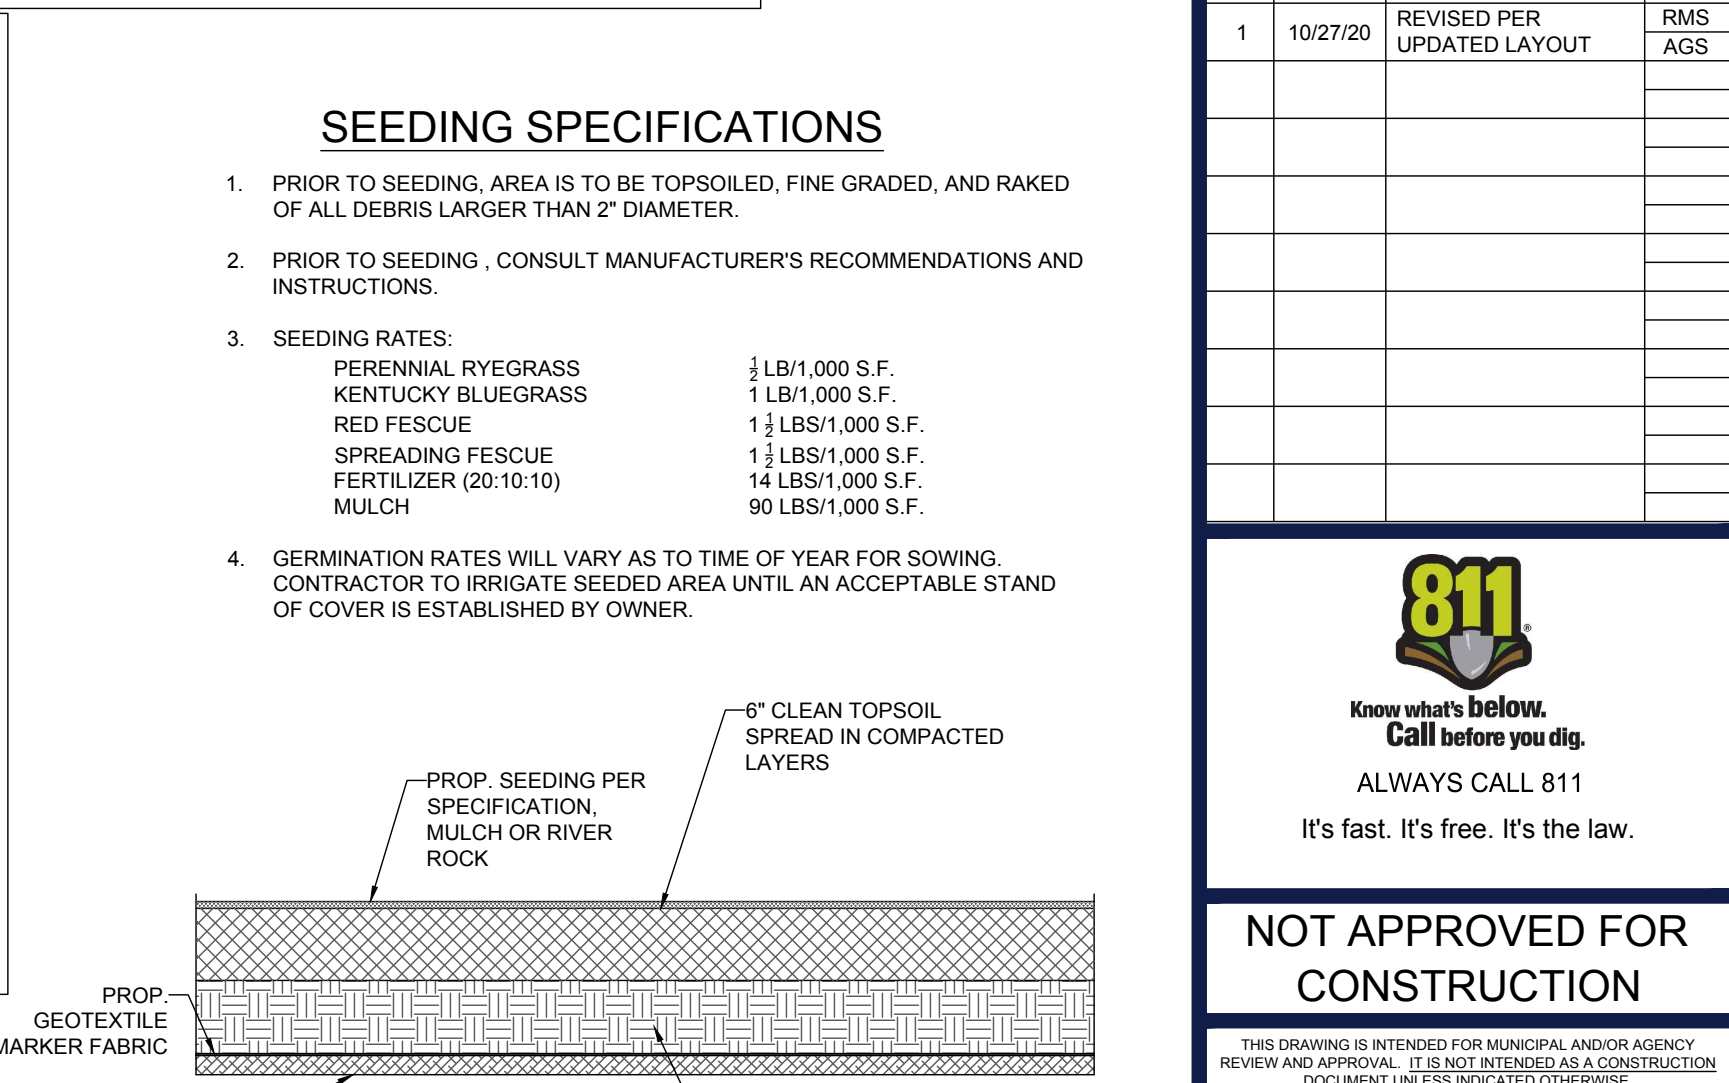 SEEDING SPECIFICATIONS
1. PRIOR TO SEEDING, AREA IS TO BE TOPSOILED, FINE GRADED, AND RAKED
OF ALL DEBRIS LARGER THAN 2" DIAMETER.
2. PRIOR TO SEEDING , CONSULT MANUFACTURER'S RECOMMENDATIONS AND
INSTRUCTIONS.
3. SEEDING RATES:
PERENNIAL RYEGRASS ½ LB/1,000 S.F.
KENTUCKY BLUEGRASS 1 LB/1,000 S.F.
RED FESCUE 1 ½ LBS/1,000 S.F.
SPREADING FESCUE 1 ½ LBS/1,000 S.F.
FERTILIZER (20:10:10) 14 LBS/1,000 S.F.
MULCH 90 LBS/1,000 S.F.
4. GERMINATION RATES WILL VARY AS TO TIME OF YEAR FOR SOWING.
CONTRACTOR TO IRRIGATE SEEDED AREA UNTIL AN ACCEPTABLE STAND
OF COVER IS ESTABLISHED BY OWNER.
6" CLEAN TOPSOIL
SPREAD IN COMPACTED
LAYERS
PROP. SEEDING PER
SPECIFICATION,
MULCH OR RIVER
ROCK
PROP.
GEOTEXTILE
MARKER FABRIC
1 10/27/20 REVISED PER
UPDATED LAYOUT
RMS
AGS
811®
Know what's below.
Call before you dig.
ALWAYS CALL 811
It's fast. It's free. It's the law.
NOT APPROVED FOR
CONSTRUCTION
THIS DRAWING IS INTENDED FOR MUNICIPAL AND/OR AGENCY
REVIEW AND APPROVAL. IT IS NOT INTENDED AS A CONSTRUCTION
DOCUMENT UNLESS INDICATED OTHERWISE.